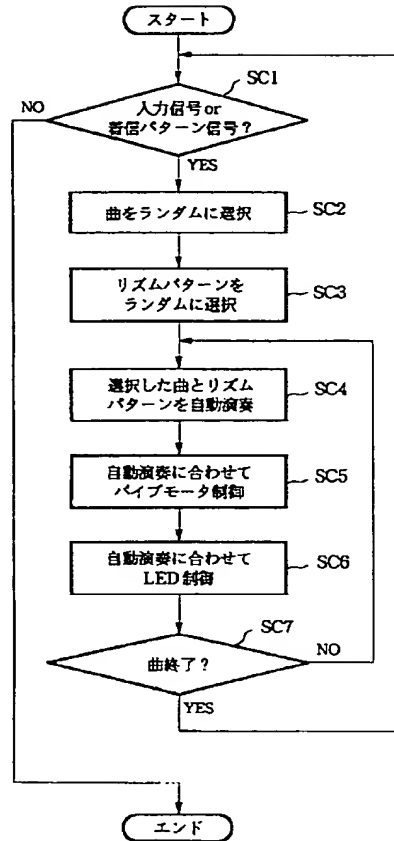 スタート
SC1
NO
入力信号or
着信パターン信号?
YES
曲をランダムに選択
SC2
リズムパターンを
ランダムに選択
SC3
選択した曲とリズム
パターンを自動演奏
SC4
自動演奏に合わせて
バイブモータ制御
SC5
自動演奏に合わせて
LED制御
SC6
SC7
曲終了?
NO
YES
エンド